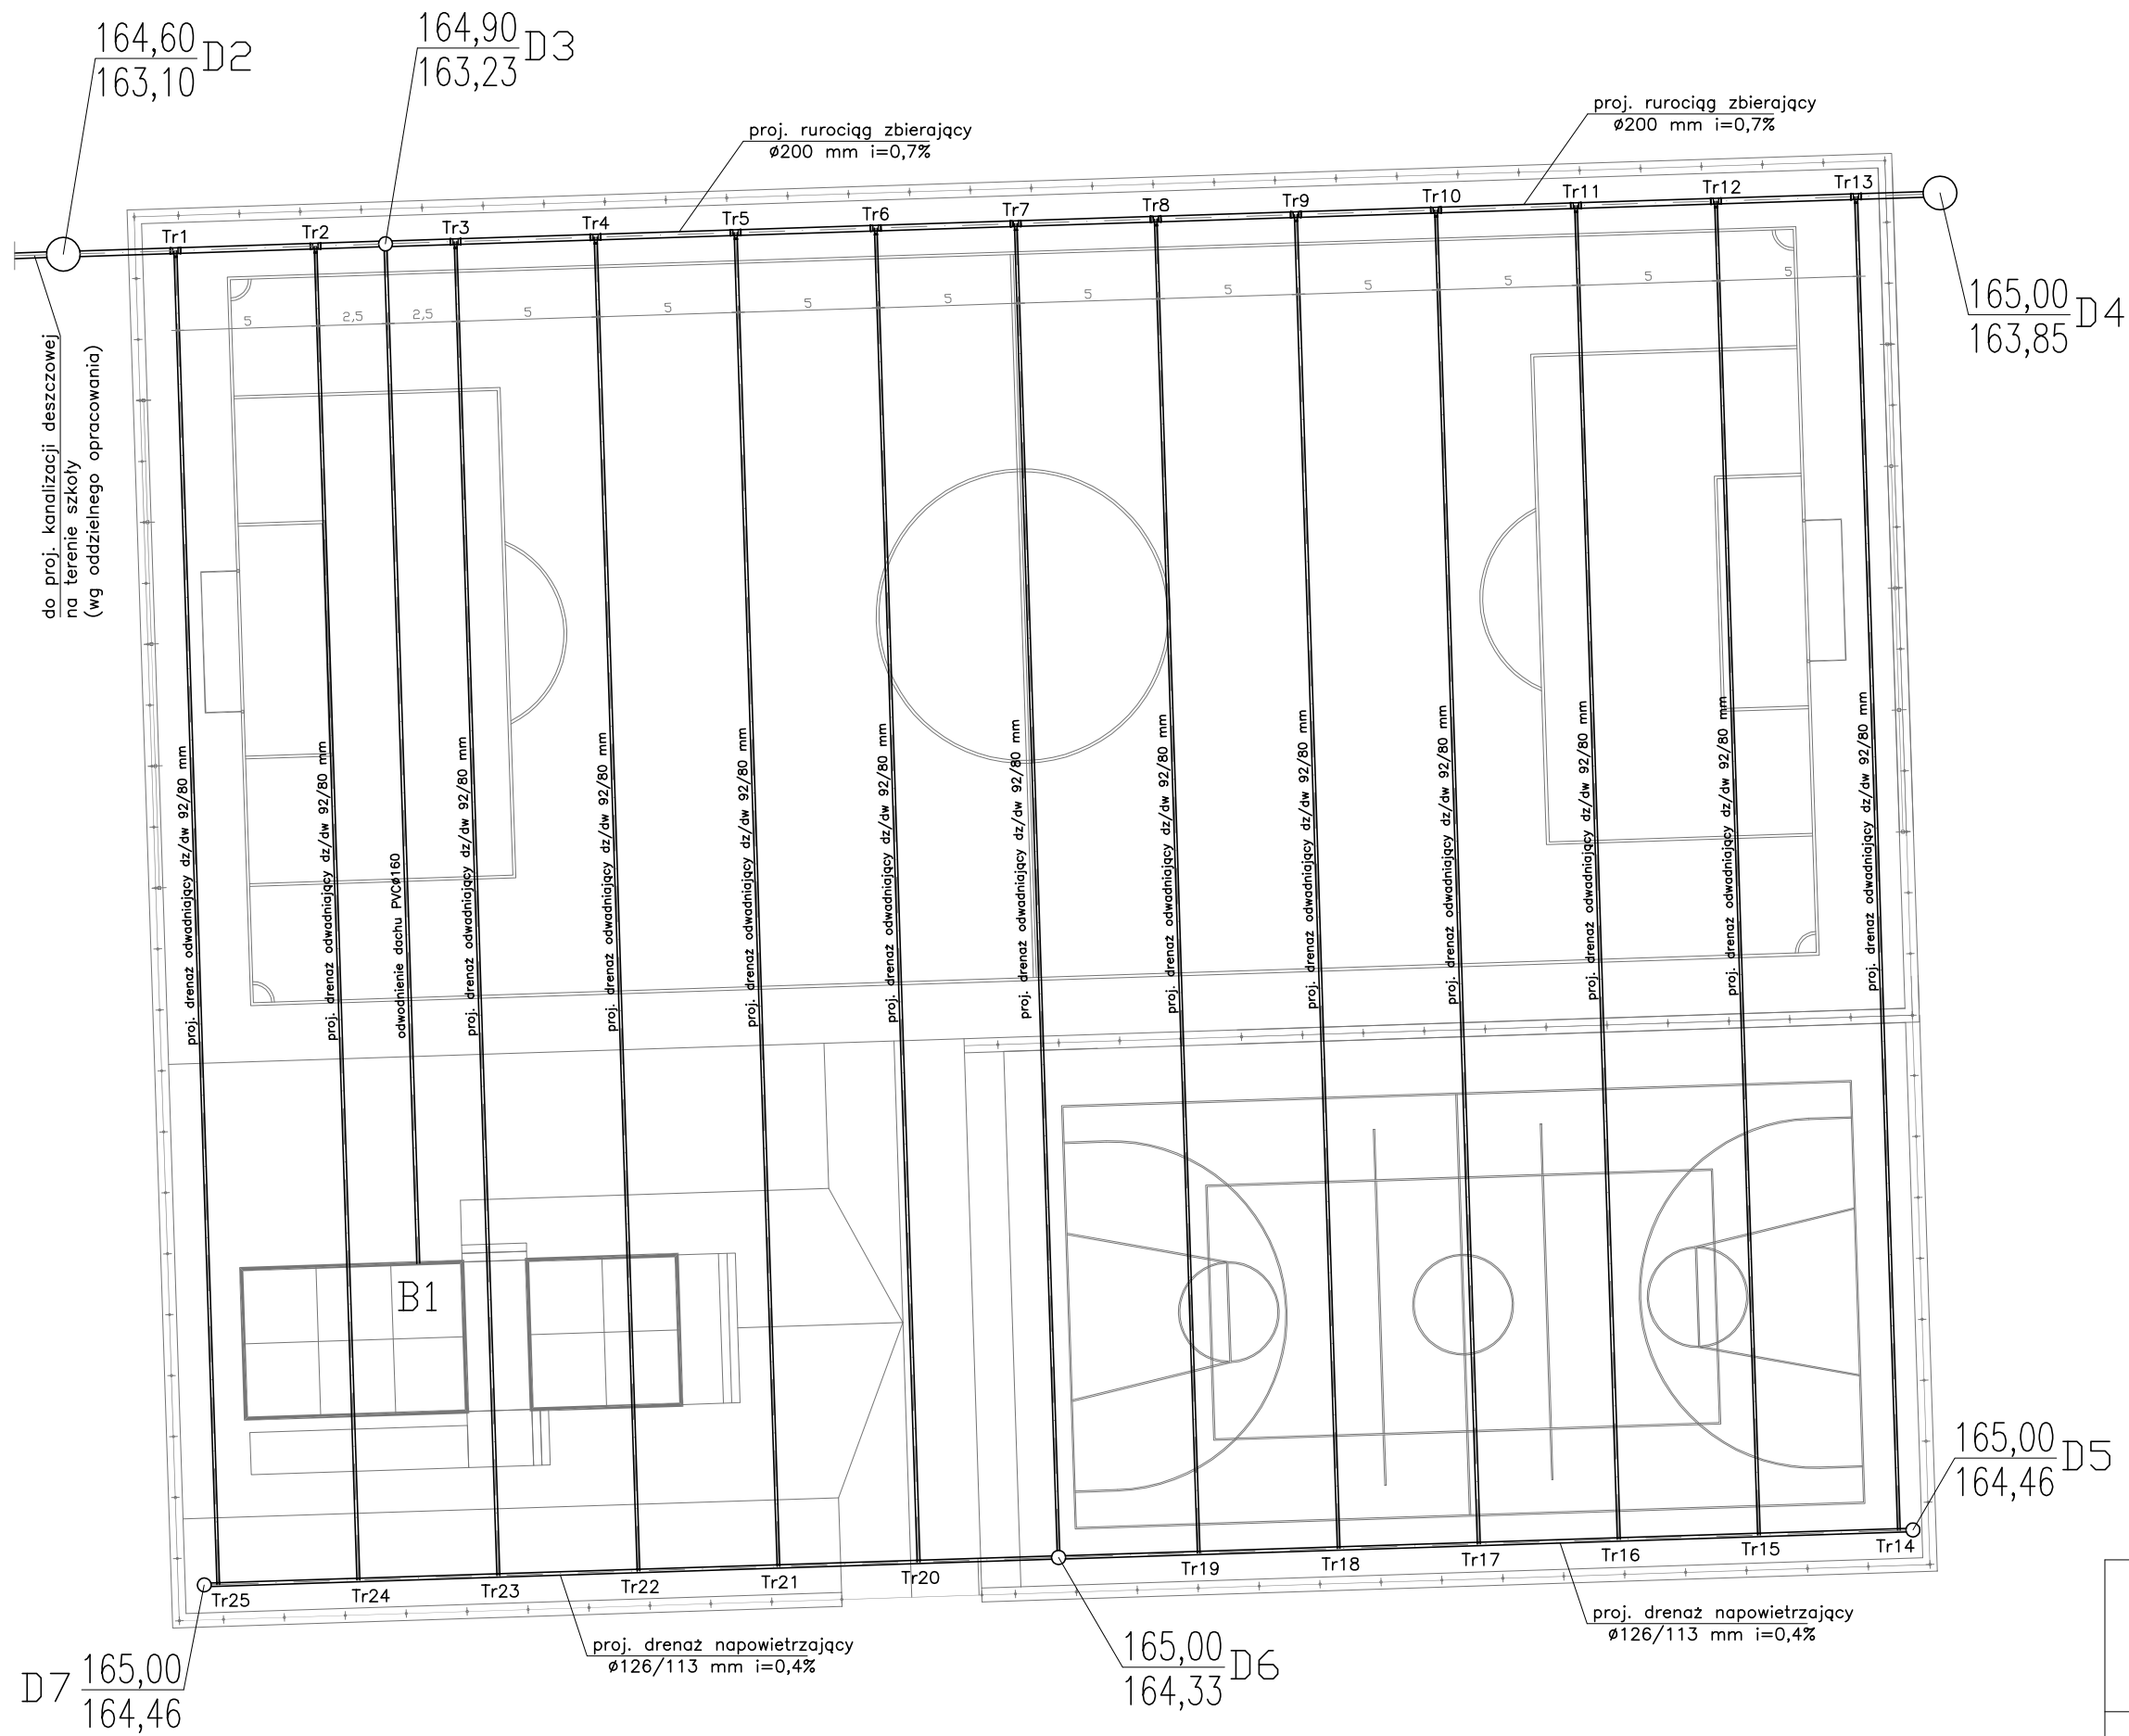 164,60
163,10
D2
164,90
163,23
D3
proj. rurociąg zbierający
ø200 mm i=0,7%
proj. rurociąg zbierający
ø200 mm i=0,7%
Tr1
Tr2
Tr3
Tr4
Tr5
Tr6
Tr7
Tr8
Tr9
Tr10
Tr11
Tr12
Tr13
165,00
163,85
D4
5
2,5
2,5
5
5
5
5
5
5
5
5
5
5
do proj. kanalizacji deszczowej
na terenie szkoły
(wg oddzielnego opracowania)
proj. drenaż odwadniający dz/dw 92/80 mm
proj. drenaż odwadniający dz/dw 92/80 mm
odwodnienie dachu PVCø160
proj. drenaż odwadniający dz/dw 92/80 mm
proj. drenaż odwadniający dz/dw 92/80 mm
proj. drenaż odwadniający dz/dw 92/80 mm
proj. drenaż odwadniający dz/dw 92/80 mm
proj. drenaż odwadniający dz/dw 92/80 mm
proj. drenaż odwadniający dz/dw 92/80 mm
proj. drenaż odwadniający dz/dw 92/80 mm
proj. drenaż odwadniający dz/dw 92/80 mm
proj. drenaż odwadniający dz/dw 92/80 mm
proj. drenaż odwadniający dz/dw 92/80 mm
proj. drenaż odwadniający dz/dw 92/80 mm
B1
165,00
164,46
D5
Tr25
Tr24
Tr23
Tr22
Tr21
Tr20
Tr19
Tr18
Tr17
Tr16
Tr15
Tr14
proj. drenaż napowietrzający
ø126/113 mm i=0,4%
proj. drenaż napowietrzający
ø126/113 mm i=0,4%
D7
165,00
164,46
165,00
164,33
D6